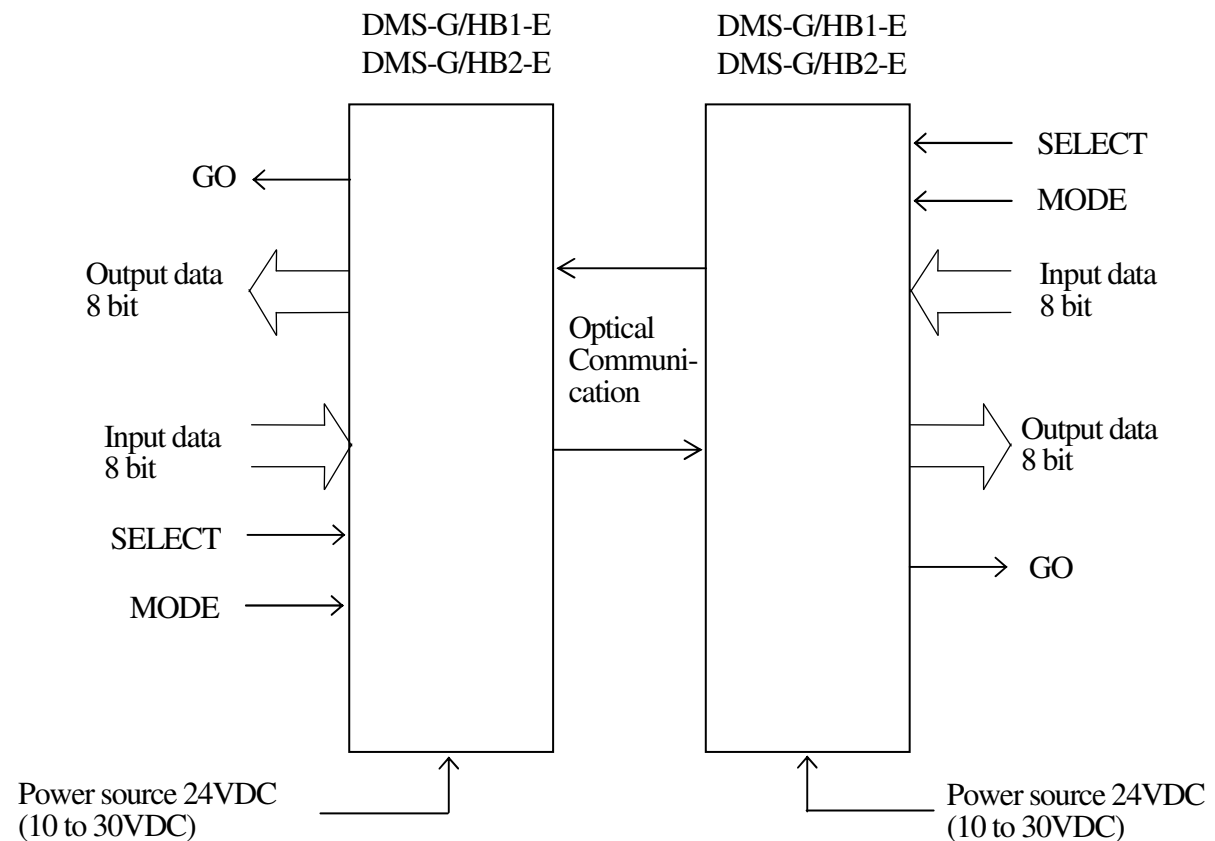 DMS-G/HB1-E
DMS-G/HB2-E
DMS-G/HB1-E
DMS-G/HB2-E
GO
Output data
8 bit
Input data
8 bit
SELECT
MODE
Optical
Communi-
cation
SELECT
MODE
Input data
8 bit
Output data
8 bit
GO
Power source 24VDC
(10 to 30VDC)
Power source 24VDC
(10 to 30VDC)